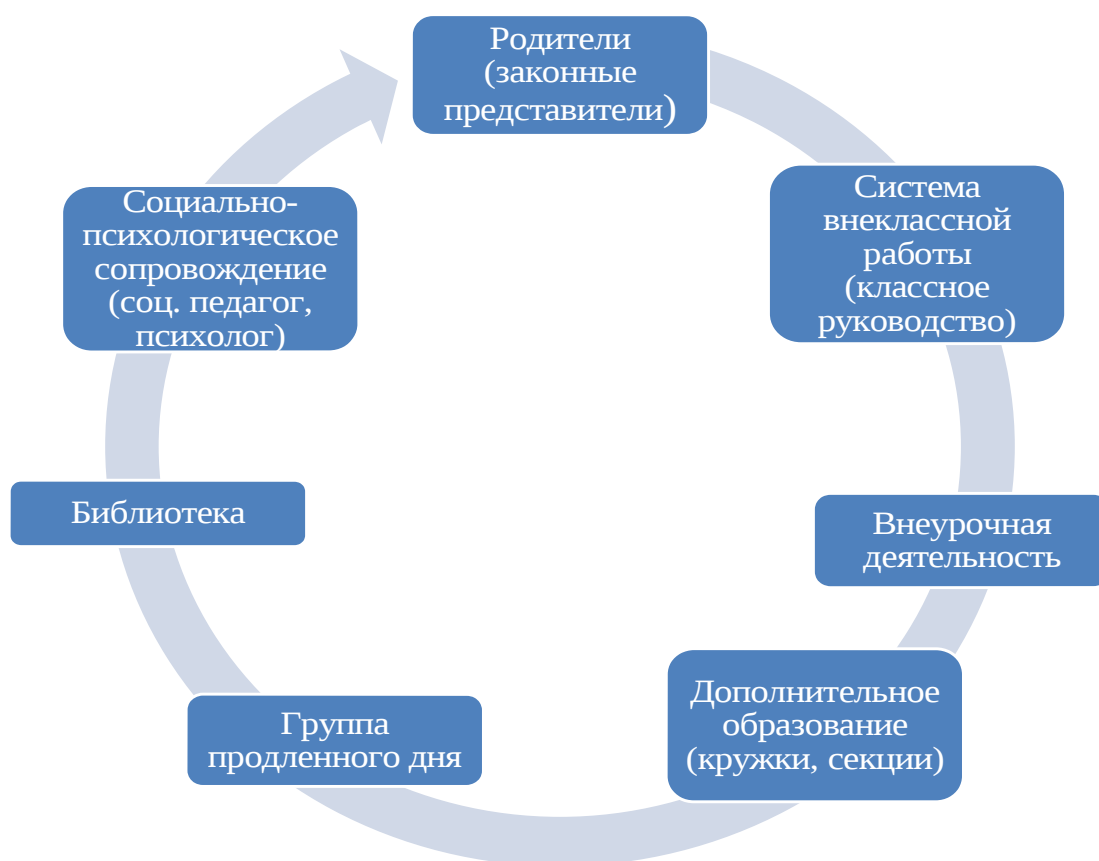 Родители
(законные
представители)
Система
внеклассной
работы
(классное
руководство)
Внеурочная
деятельность
Дополнительное
образование
(кружки, секции)
Группа
продленного дня
Библиотека
Социально-
психологическое
сопровождение
(соц. педагог,
психолог)